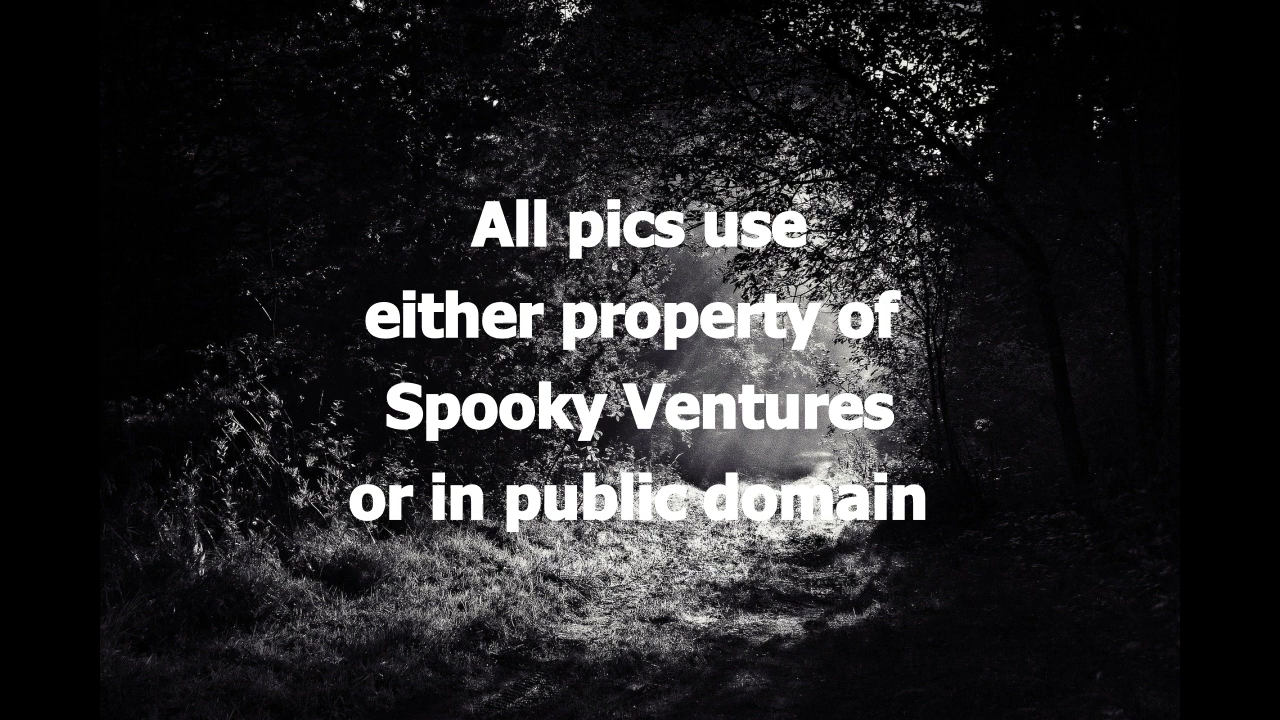 All pics use
either property of
Spooky Ventures
or in public domain